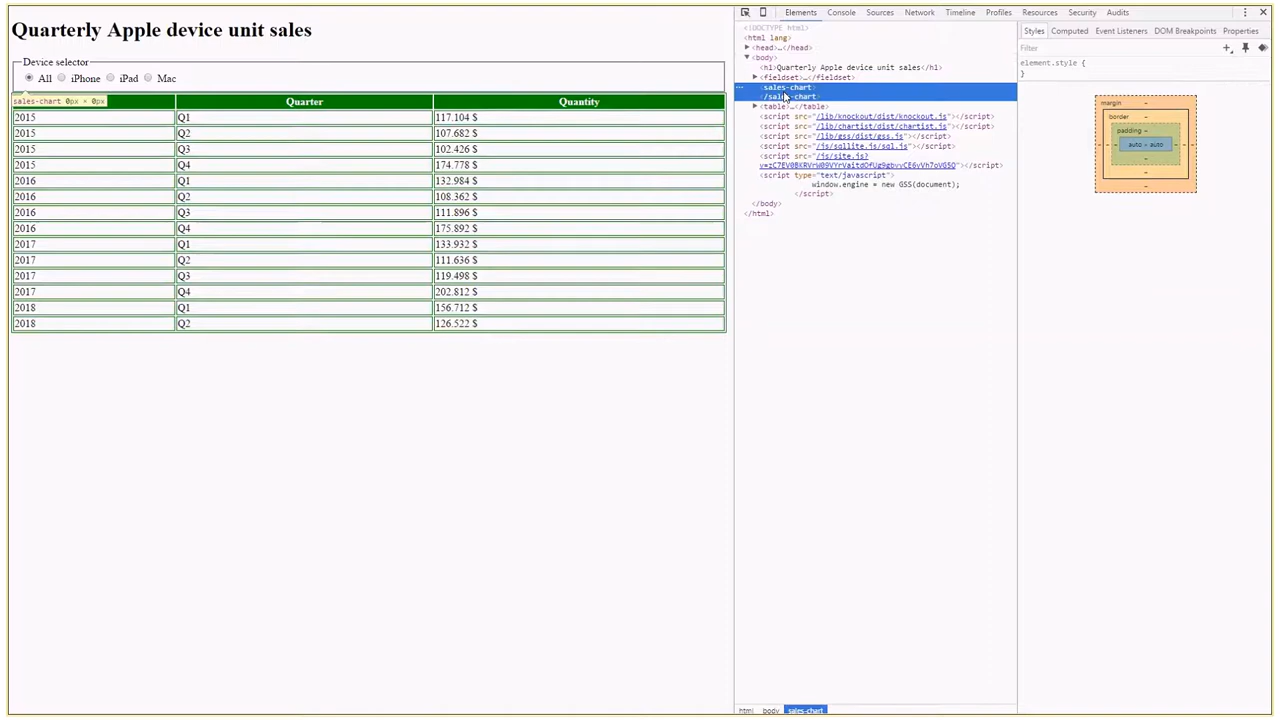 Quarterly Apple device unit sales
Device selector
All iPhone iPad Mac
sales-chart 0px × 0px
Quarter Quantity
2015 Q1 117.104 $
2015 Q2 107.682 $
2015 Q3 102.426 $
2015 Q4 174.778 $
2016 Q1 132.984 $
2016 Q2 108.362 $
2016 Q3 111.896 $
2016 Q4 175.892 $
2017 Q1 133.932 $
2017 Q2 111.636 $
2017 Q3 119.498 $
2017 Q4 202.812 $
2018 Q1 156.712 $
2018 Q2 126.522 $
Elements Console Sources Network Timeline Profiles Resources Security Audits
<!DOCTYPE html>
<html lang>
<head>…</head>
<body>
<h1>Quarterly Apple device unit sales</h1>
<fieldset>…</fieldset>
<sales-chart>
</sales-chart>
<table>…</table>
<script src="/lib/knockout/dist/knockout.js"></script>
<script src="/lib/chartist/dist/chartist.js"></script>
<script src="/lib/gss/dist/gss.js"></script>
<script src="/js/sqllite.js/sql.js"></script>
<script src="/js/site.js?
<script type="text/javascript">
window.engine = new GSS(document);
</script>
</body>
</html>
html body sales-chart
Styles Computed Event Listeners DOM Breakpoints Properties
Filter
element.style {
}
margin –
border –
padding –
auto × auto